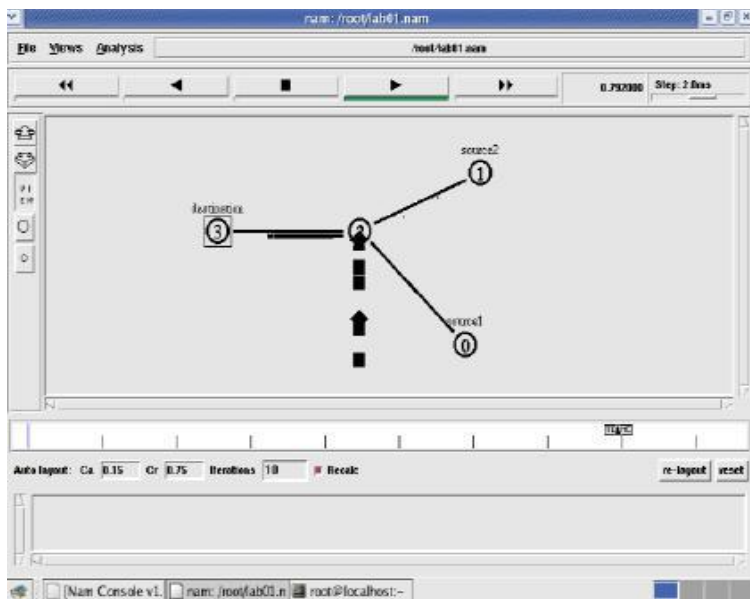 nam: /root/lab01.nam
File Views Analysis /root/lab01.nam
0.792000 Step: 2.0ms
source2
1
destination
3
2
source1
0
TIME
Auto layout: Ca 0.15 Cr 0.75 Iterations 10 Recalc re-layout reset
[Nam Console v1. nam: /root/lab01.n root@localhost:~